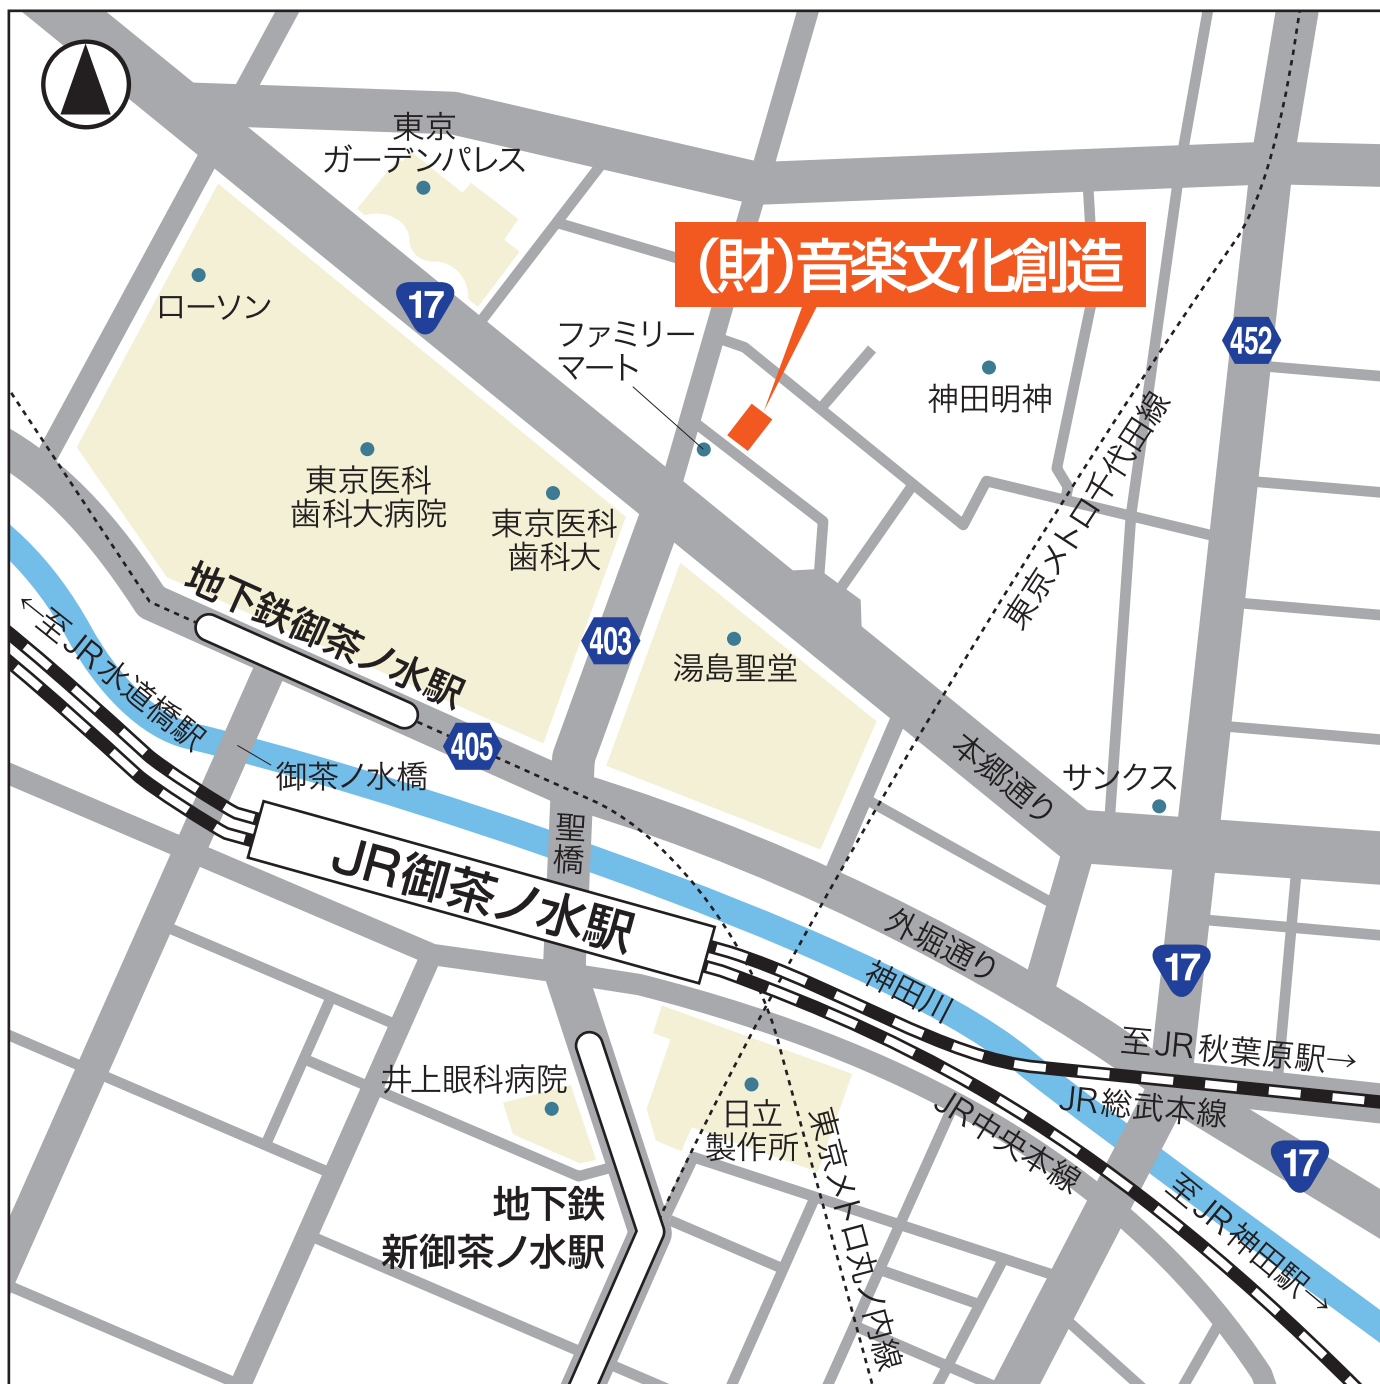 東京
ガーデンパレス
(財)音楽文化創造
ローソン
17
ファミリー
マート
452
神田明神
東京メトロ千代田線
東京医科
歯科大病院
東京医科
歯科大
地下鉄御茶ノ水駅
403
湯島聖堂
←至JR水道橋駅
405
御茶ノ水橋
本郷通り
サンクス
聖橋
JR御茶ノ水駅
外堀通り
神田川
17
至JR秋葉原駅→
JR総武本線
井上眼科病院
日立
製作所
東京メトロ丸ノ内線
JR中央本線
17
至JR神田駅→
地下鉄
新御茶ノ水駅